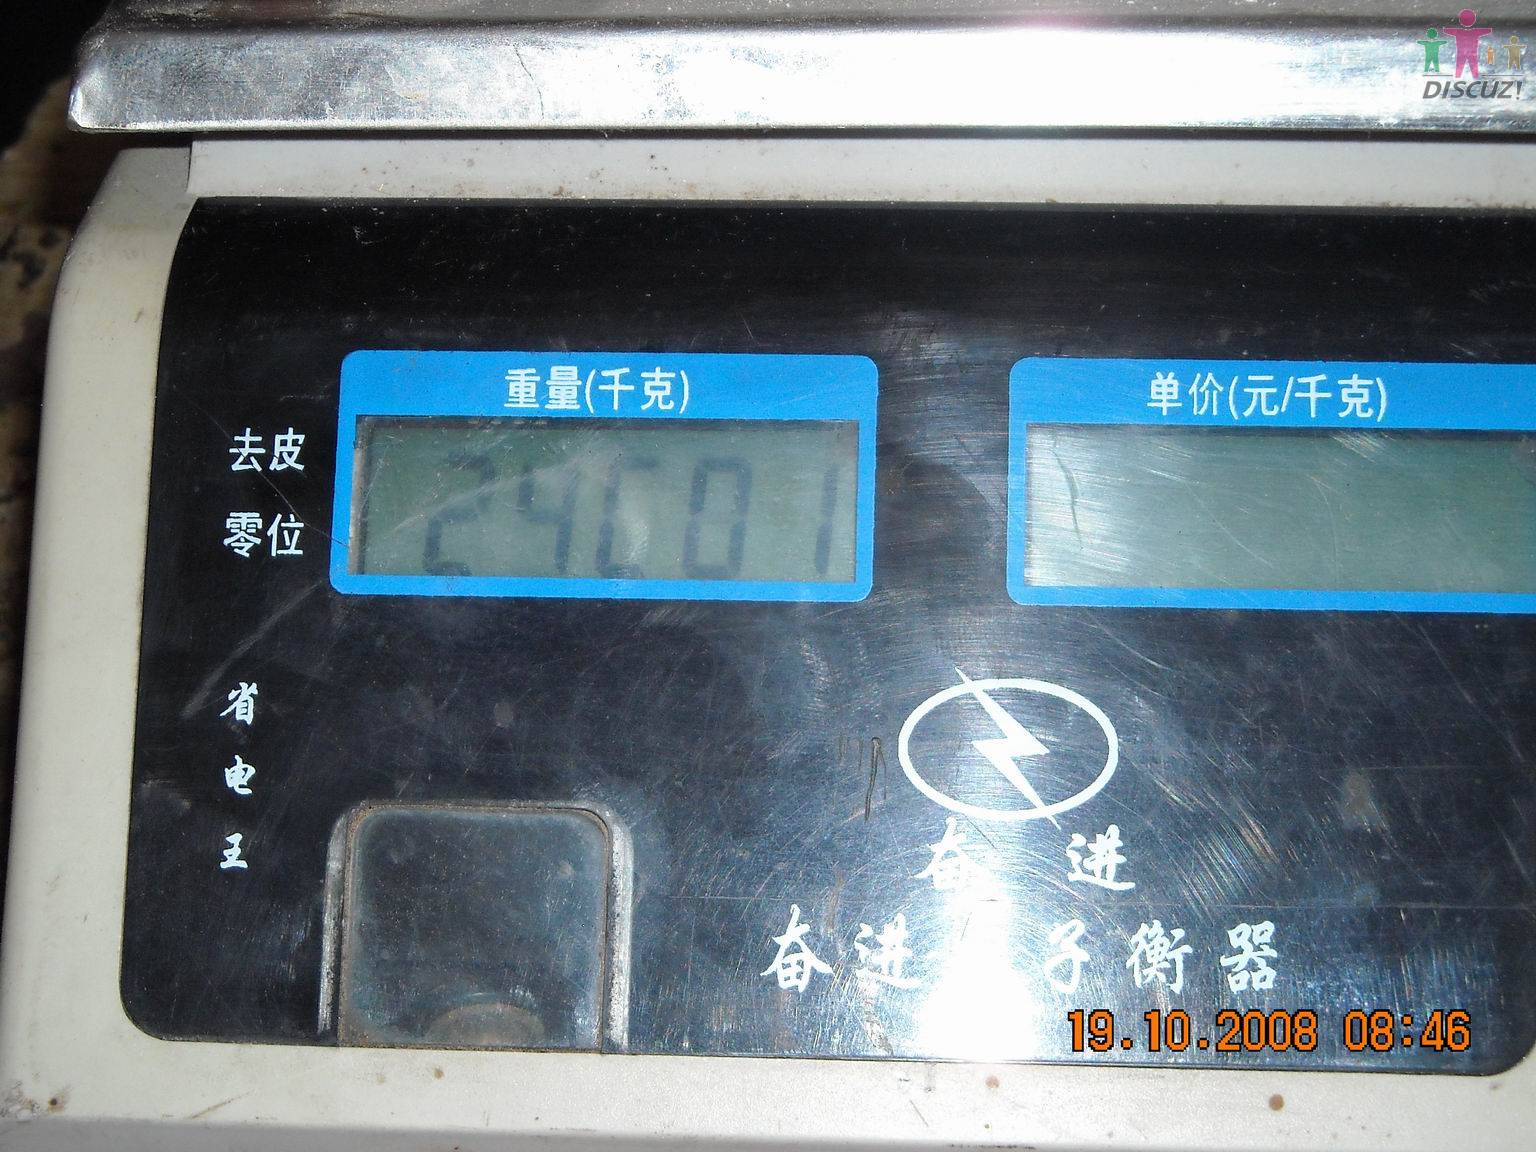 DISCUZ!
重量(千克)
单价(元/千克)
去皮
零位
24C01
省
电
王
奋 进
奋 进 子 衡 器
19.10.2008 08:46